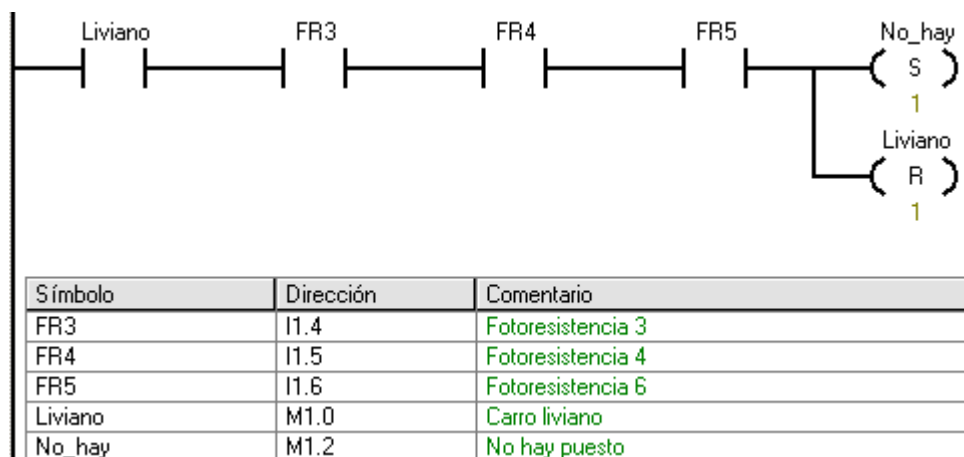 Liviano FR3 FR4 FR5 No_hay
S
1
Liviano
R
1
Símbolo Dirección Comentario
FR3 I1.4 Fotoresistencia 3
FR4 I1.5 Fotoresistencia 4
FR5 I1.6 Fotoresistencia 6
Liviano M1.0 Carro liviano
No_hay M1.2 No hay puesto